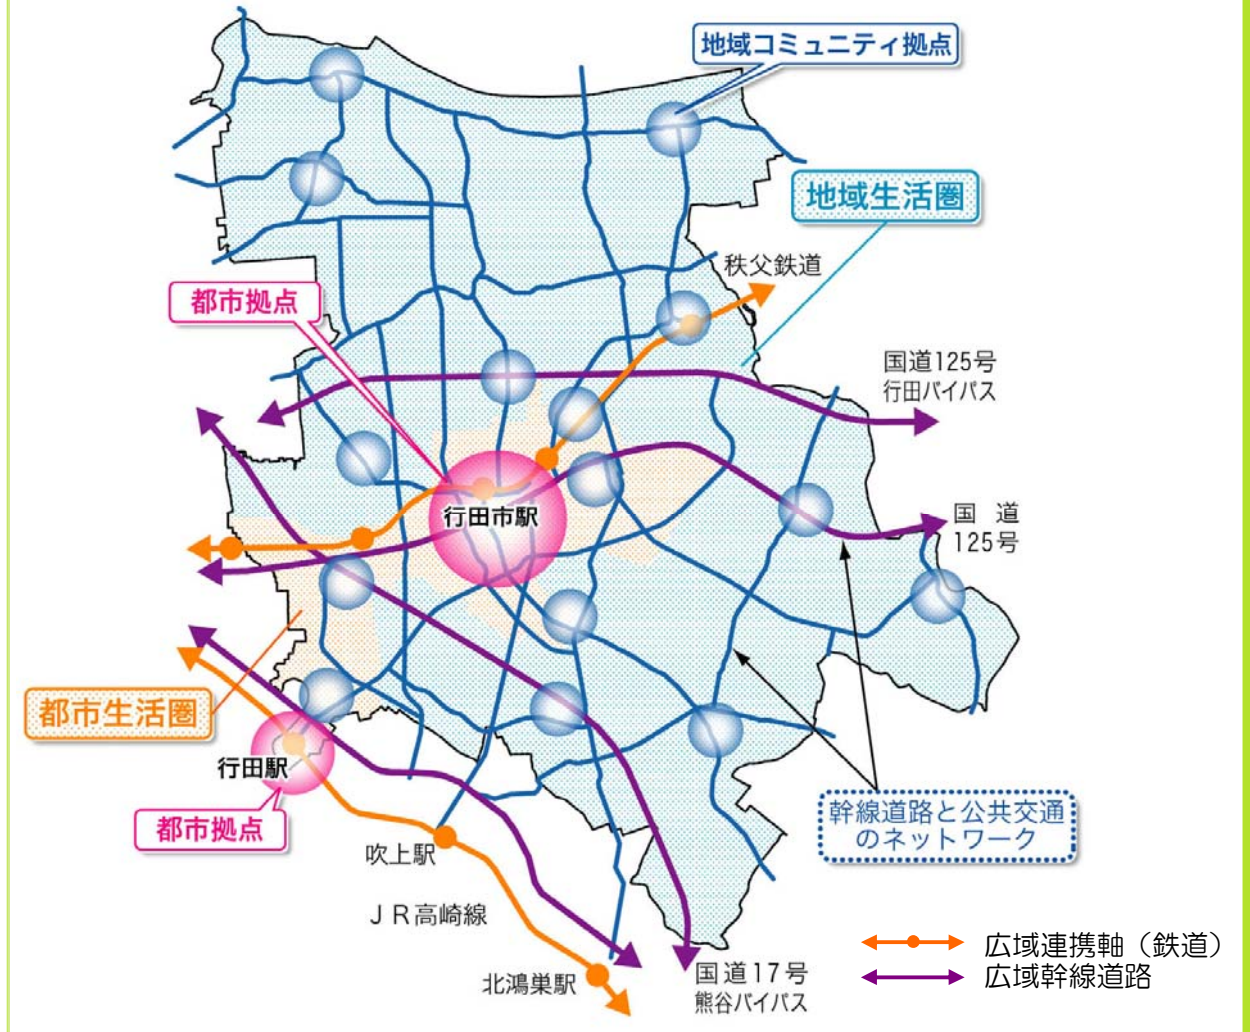 地域コミュニティ拠点
地域生活圏
秩父鉄道
都市拠点
国道125号
行田バイパス
行田市駅
国　道
125号
都市生活圏
行田駅
都市拠点
幹線道路と公共交通
のネットワーク
吹上駅
ＪＲ高崎線
北鴻巣駅
国道17号
熊谷バイパス
広域連携軸（鉄道）
広域幹線道路